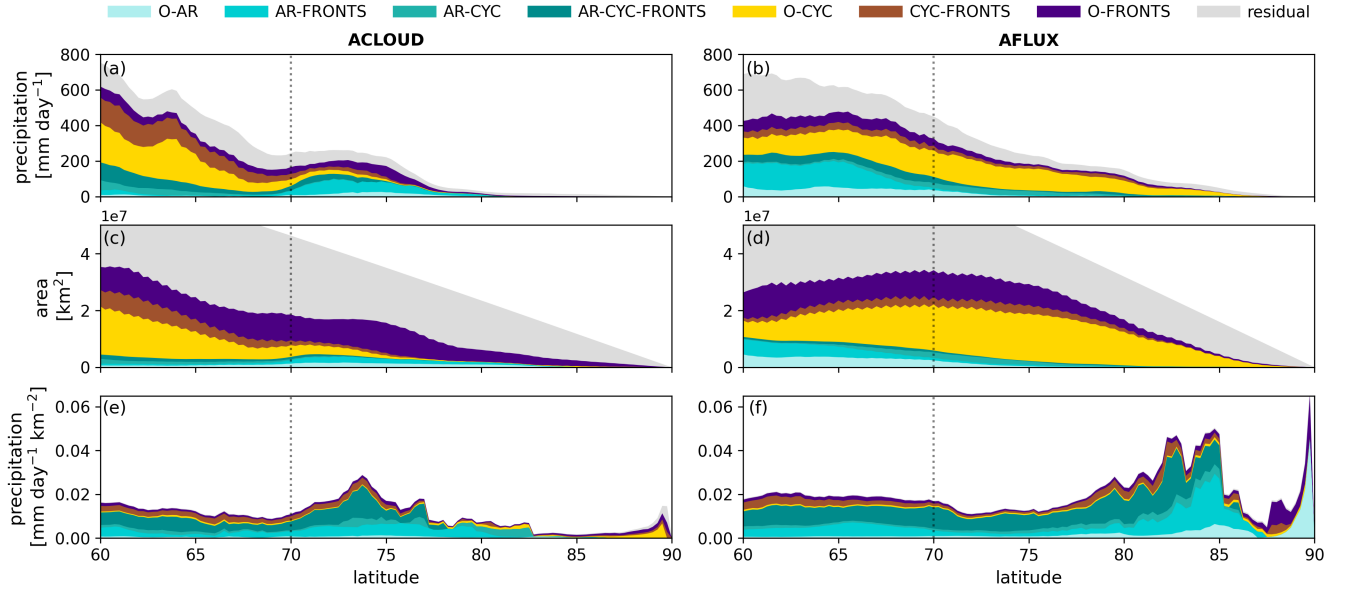 O-AR AR-FRONTS AR-CYC AR-CYC-FRONTS O-CYC CYC-FRONTS O-FRONTS residual
ACLOUD AFLUX
precipitation
[mm day⁻¹]
800
600
400
200
0
(a)
800
600
400
200
0
(b)
area
[km²]
1e7
4
2
0
(c)
1e7
4
2
0
(d)
precipitation
[mm day⁻¹ km⁻²]
0.06
0.04
0.02
0.00
(e)
60 65 70 75 80 85 90
latitude
0.06
0.04
0.02
0.00
(f)
60 65 70 75 80 85 90
latitude